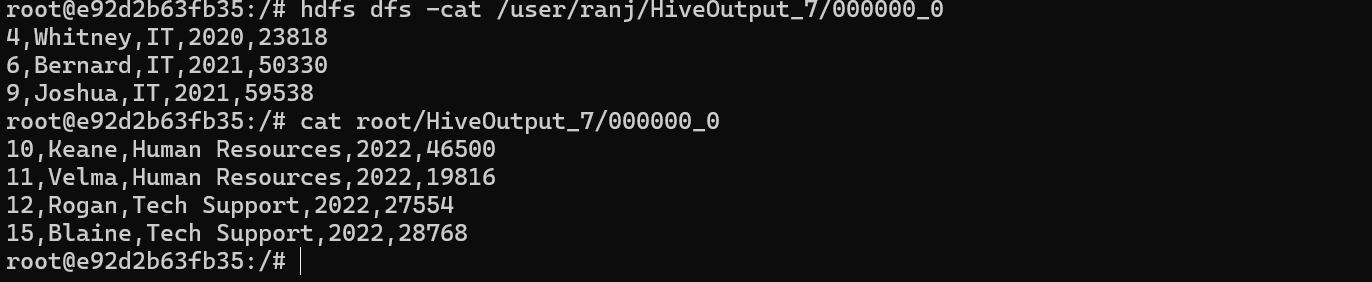 root@e92d2b63fb35:/# hdfs dfs -cat /user/ranj/HiveOutput_7/000000_0
4,Whitney,IT,2020,23818
6,Bernard,IT,2021,50330
9,Joshua,IT,2021,59538
root@e92d2b63fb35:/# cat root/HiveOutput_7/000000_0
10,Keane,Human Resources,2022,46500
11,Velma,Human Resources,2022,19816
12,Rogan,Tech Support,2022,27554
15,Blaine,Tech Support,2022,28768
root@e92d2b63fb35:/#